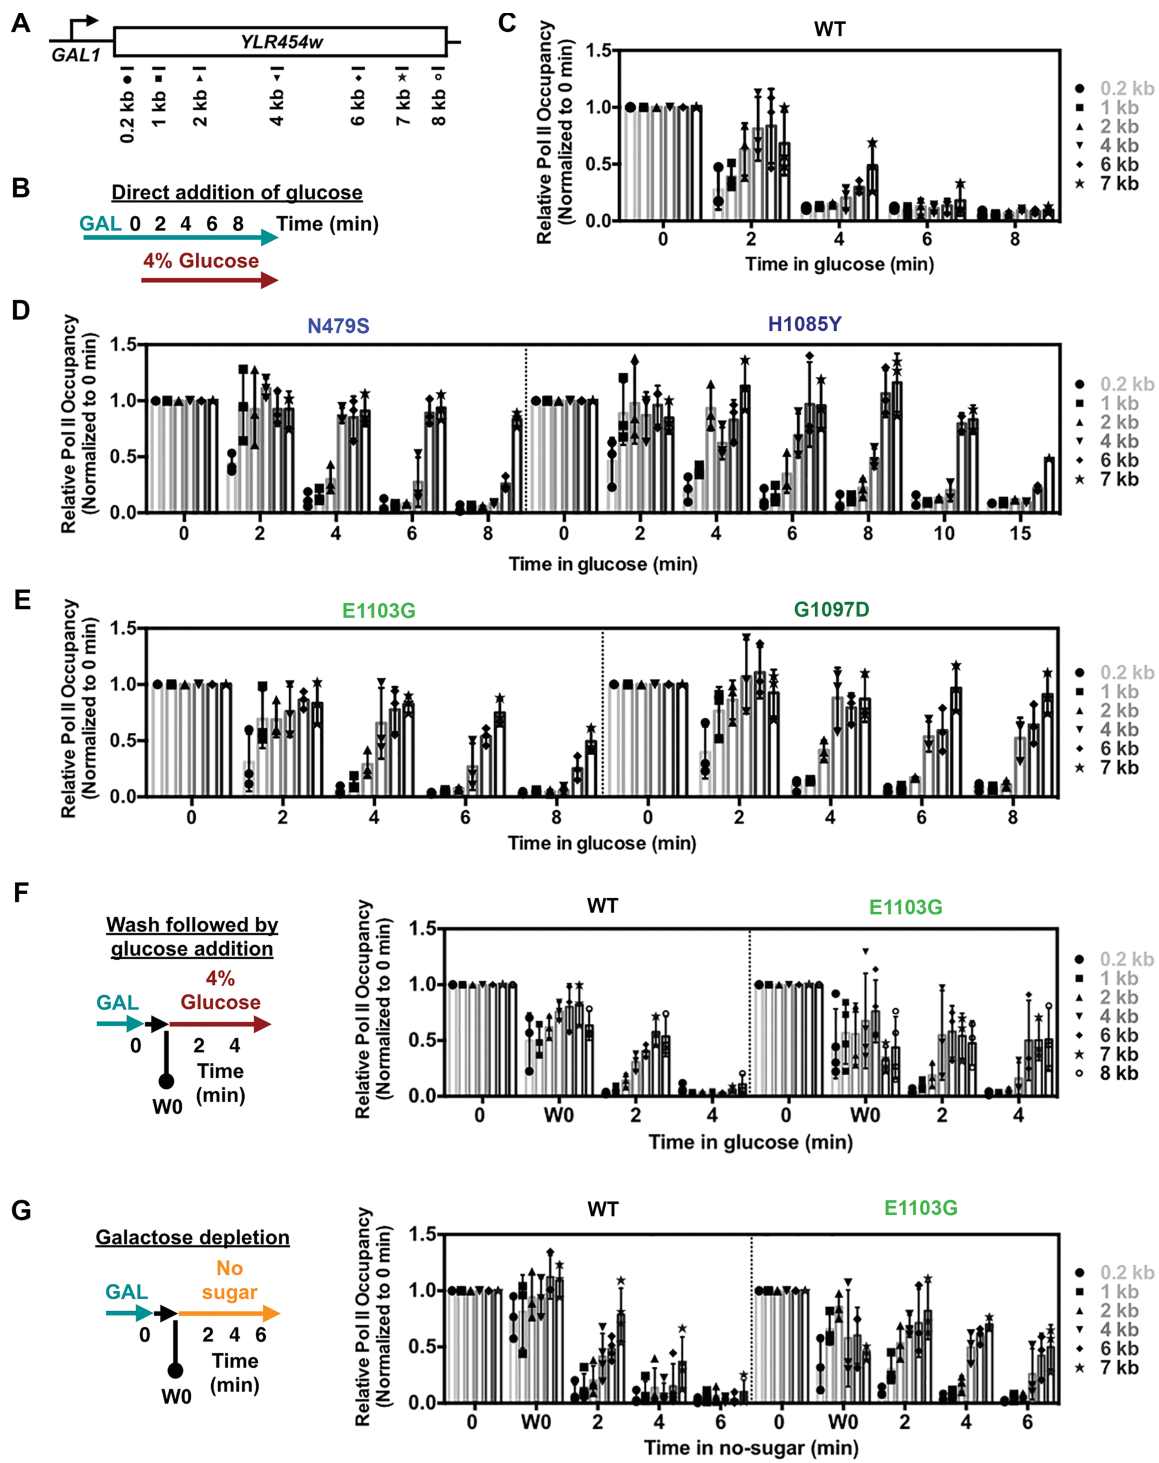 A
GAL1
YLR454w
0.2 kb
1 kb
2 kb
4 kb
6 kb
7 kb
8 kb
B
Direct addition of glucose
GAL 0 2 4 6 8 Time (min)
4% Glucose
C
WT
Relative Pol II Occupancy
(Normalized to 0 min)
1.5
1.0
0.5
0.0
0 2 4 6 8
Time in glucose (min)
0.2 kb
1 kb
2 kb
4 kb
6 kb
7 kb
D
N479S H1085Y
Relative Pol II Occupancy
(Normalized to 0 min)
1.5
1.0
0.5
0.0
0 2 4 6 8 0 2 4 6 8 10 15
Time in glucose (min)
0.2 kb
1 kb
2 kb
4 kb
6 kb
7 kb
E
E1103G G1097D
Relative Pol II Occupancy
(Normalized to 0 min)
1.5
1.0
0.5
0.0
0 2 4 6 8 0 2 4 6 8
Time in glucose (min)
0.2 kb
1 kb
2 kb
4 kb
6 kb
7 kb
F
Wash followed by
glucose addition
4%
GAL Glucose
0 2 4
Time
(min)
W0
WT E1103G
Relative Pol II Occupancy
(Normalized to 0 min)
1.5
1.0
0.5
0.0
0 W0 2 4 0 W0 2 4
Time in glucose (min)
0.2 kb
1 kb
2 kb
4 kb
6 kb
7 kb
8 kb
G
Galactose depletion
No
GAL sugar
0 2 4 6
Time
(min)
W0
WT E1103G
Relative Pol II Occupancy
(Normalized to 0 min)
1.5
1.0
0.5
0.0
0 W0 2 4 6 0 W0 2 4 6
Time in no-sugar (min)
0.2 kb
1 kb
2 kb
4 kb
6 kb
7 kb